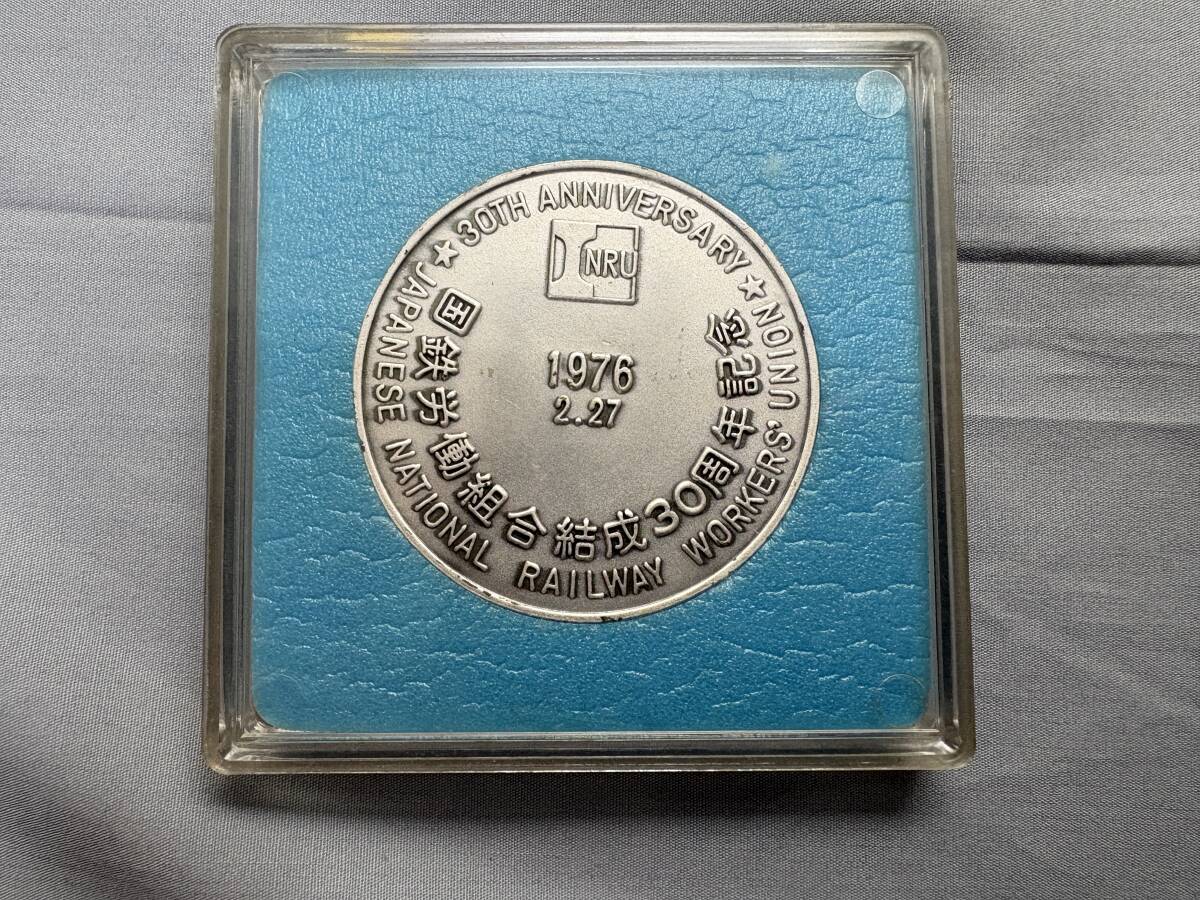 ★ 30TH ANNIVERSARY ★
NRU
1976
2.27
国鉄労働組合結成30周年記念
JAPANESE NATIONAL RAILWAY WORKERS' UNION